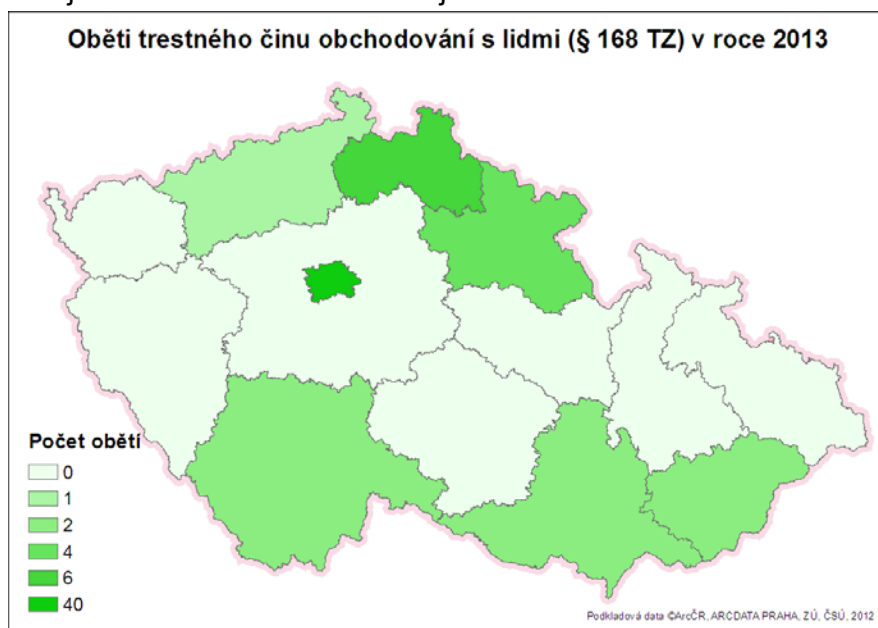 Oběti trestného činu obchodování s lidmi (§ 168 TZ) v roce 2013
Počet obětí
0
1
2
4
6
40
Podkladová data ©ArcČR, ARCDATA PRAHA, ZÚ, ČSÚ, 2012